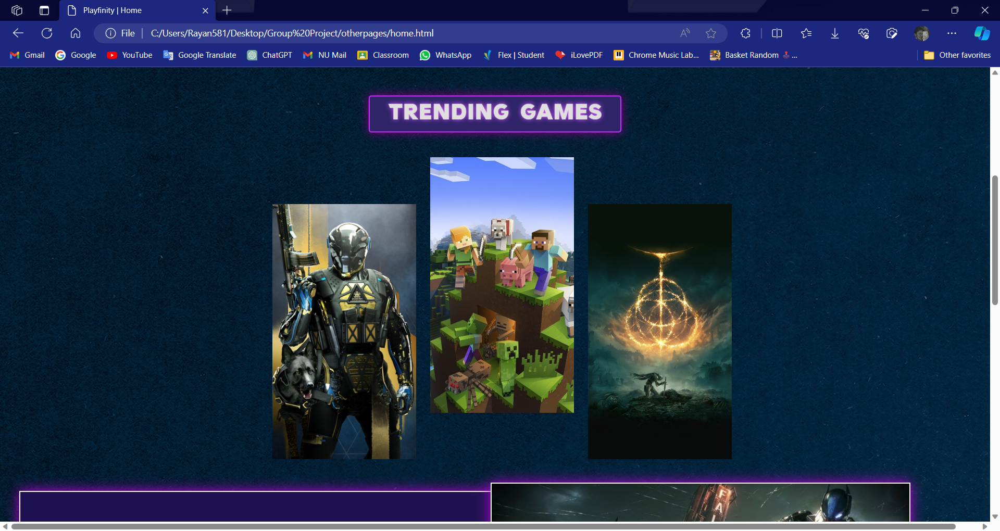 Playfinity | Home
File C:/Users/Rayan581/Desktop/Group%20Project/otherpages/home.html
Gmail Google YouTube Google Translate ChatGPT NU Mail Classroom WhatsApp Flex | Student iLovePDF Chrome Music Lab... Basket Random 🕹️ ... Other favorites
TRENDING GAMES
FAI